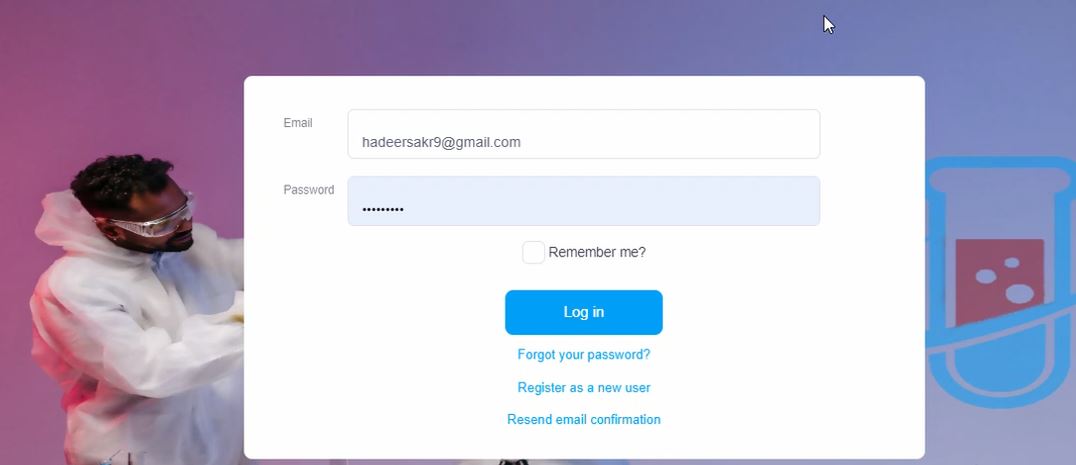 Email
hadeersakr9@gmail.com
Password
•••••••••
Remember me?
Log in
Forgot your password?
Register as a new user
Resend email confirmation